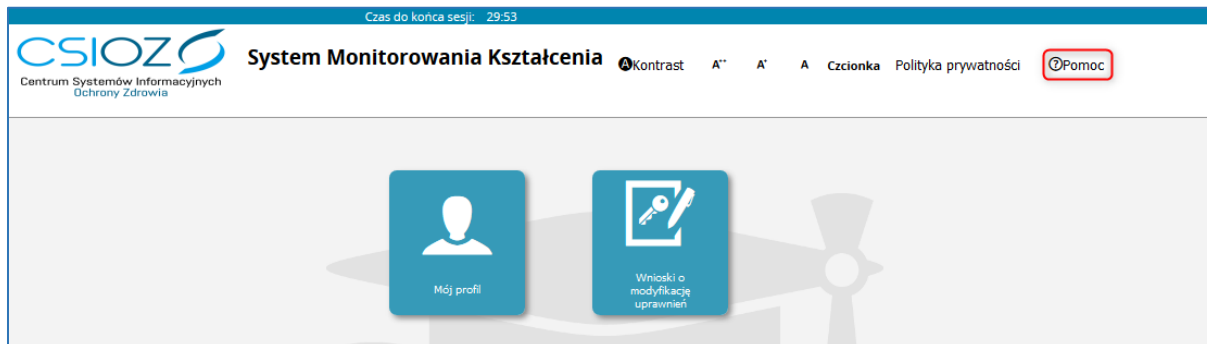 Czas do końca sesji: 29:53
CSIOZ
Centrum Systemów Informacyjnych
Ochrony Zdrowia
System Monitorowania Kształcenia
A Kontrast A++ A+ A Czcionka Polityka prywatności ?Pomoc
Mój profil
Wnioski o
modyfikację
uprawnień